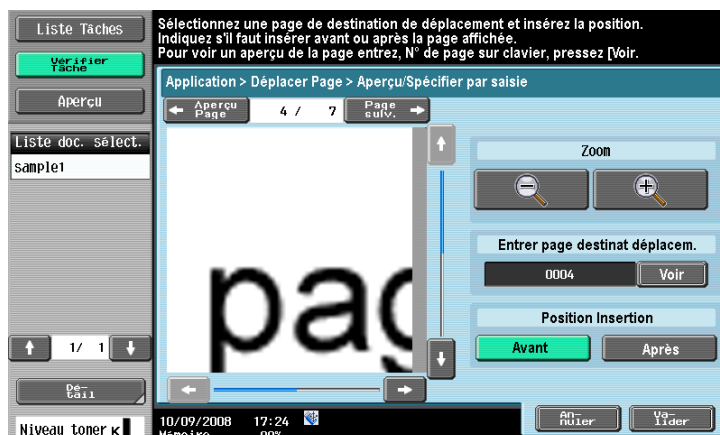 Liste Tâches
Vérifier
Tâche
Aperçu
Liste doc. sélect.
sample1
1/ 1
Dé-
tail
Niveau toner K
Sélectionnez une page de destination de déplacement et insérez la position.
Indiquez s'il faut insérer avant ou après la page affichée.
Pour voir un aperçu de la page entrez, N° de page sur clavier, pressez [Voir.
Application > Déplacer Page > Aperçu/Spécifier par saisie
Aperçu
Page
4 / 7
Page
suiv.
pag
Zoom
Entrer page destinat déplacem.
0004
Voir
Position Insertion
Avant
Après
10/09/2008 17:24
Mémoire 99%
An-
nuler
Va-
lider